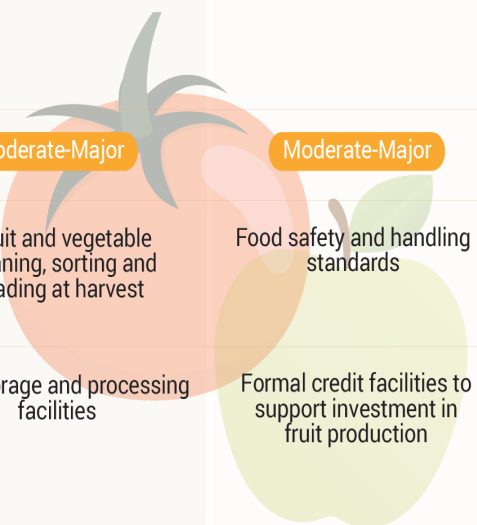 oderate-Major
Moderate-Major
uit and vegetable
ning, sorting and
ading at harvest
Food safety and handling
standards
rage and processing
facilities
Formal credit facilities to
support investment in
fruit production